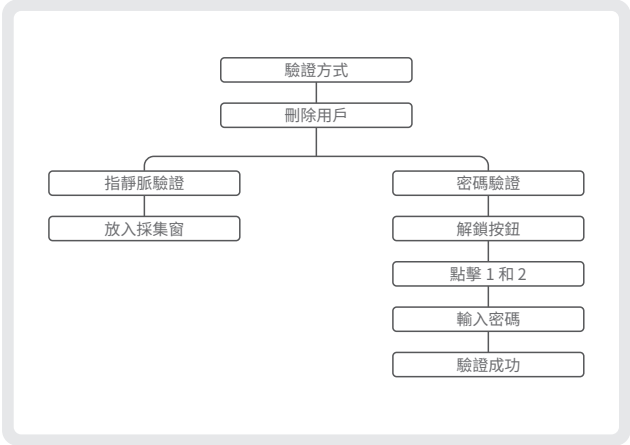 驗證方式
刪除用戶
指靜脈驗證
放入採集窗
密碼驗證
解鎖按鈕
點擊 1 和 2
輸入密碼
驗證成功